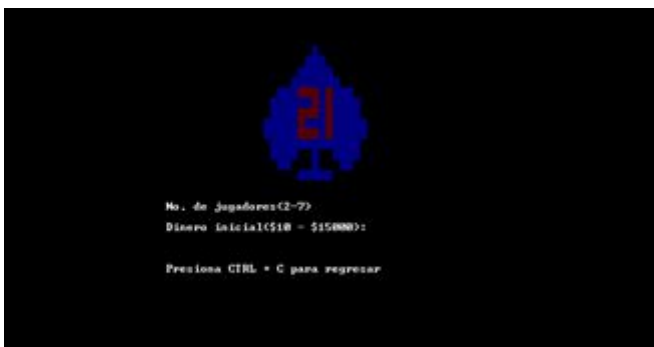 21
No. de jugadores(2-7)
Dinero inicial($10 - $15000):
Presiona CTRL + C para regresar